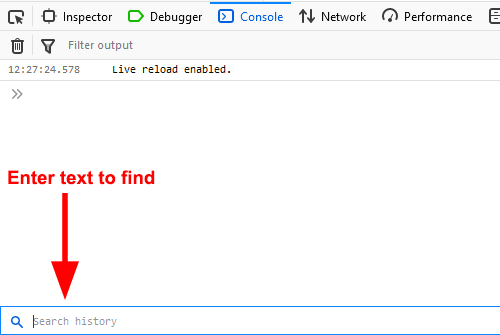 Inspector Debugger Console Network Performance
Filter output
12:27:24.578 Live reload enabled.
Enter text to find
Search history